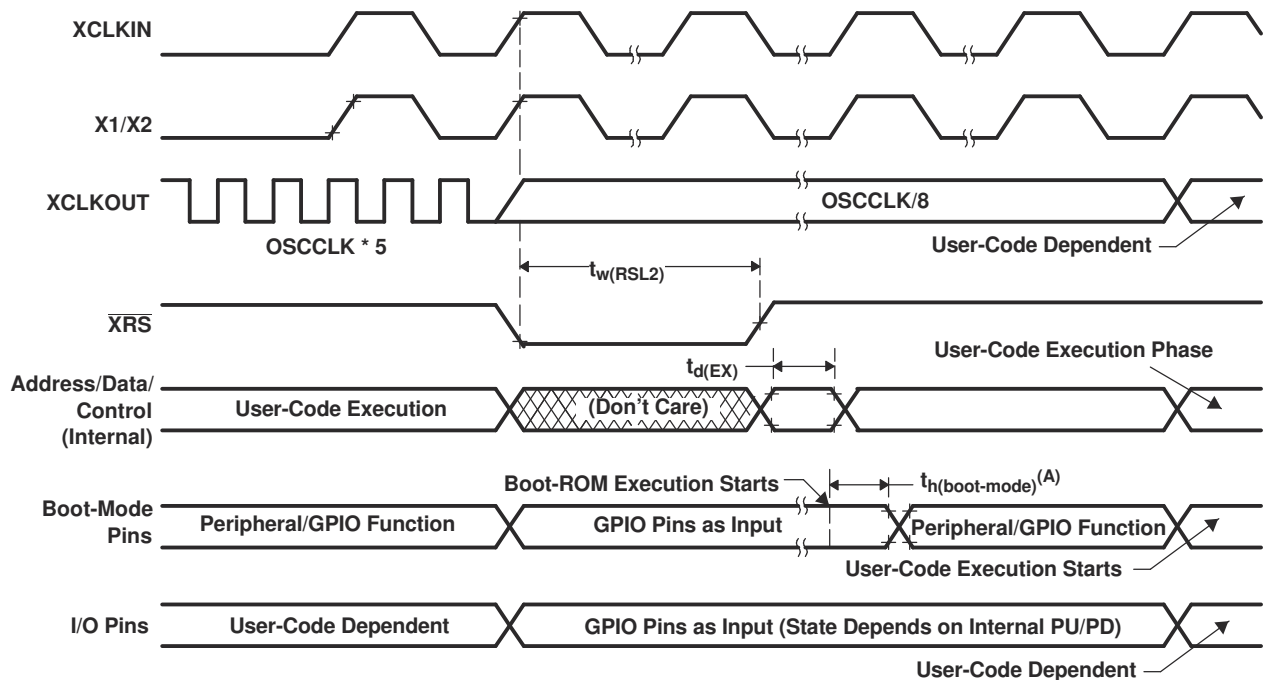 XCLKIN
X1/X2
XCLKOUT
OSCCLK * 5
OSCCLK/8
User-Code Dependent
tw(RSL2)
XRS
td(EX)
User-Code Execution Phase
Address/Data/
Control
(Internal)
User-Code Execution
(Don't Care)
Boot-ROM Execution Starts
th(boot-mode)(A)
Boot-Mode
Pins
Peripheral/GPIO Function
GPIO Pins as Input
Peripheral/GPIO Function
User-Code Execution Starts
I/O Pins
User-Code Dependent
GPIO Pins as Input (State Depends on Internal PU/PD)
User-Code Dependent